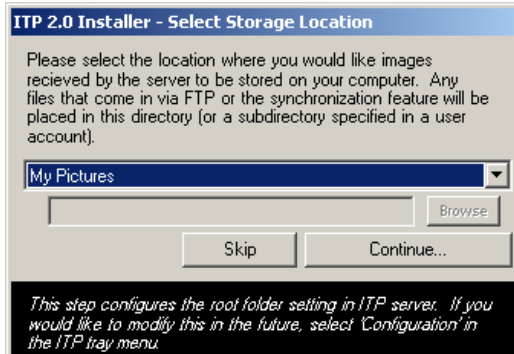 ITP 2.0 Installer - Select Storage Location
Please select the location where you would like images
recieved by the server to be stored on your computer. Any
files that come in via FTP or the synchronization feature will be
placed in this directory (or a subdirectory specified in a user
account).
My Pictures
Browse
Skip Continue...
This step configures the root folder setting in ITP server. If you
would like to modify this in the future, select 'Configuration' in
the ITP tray menu.